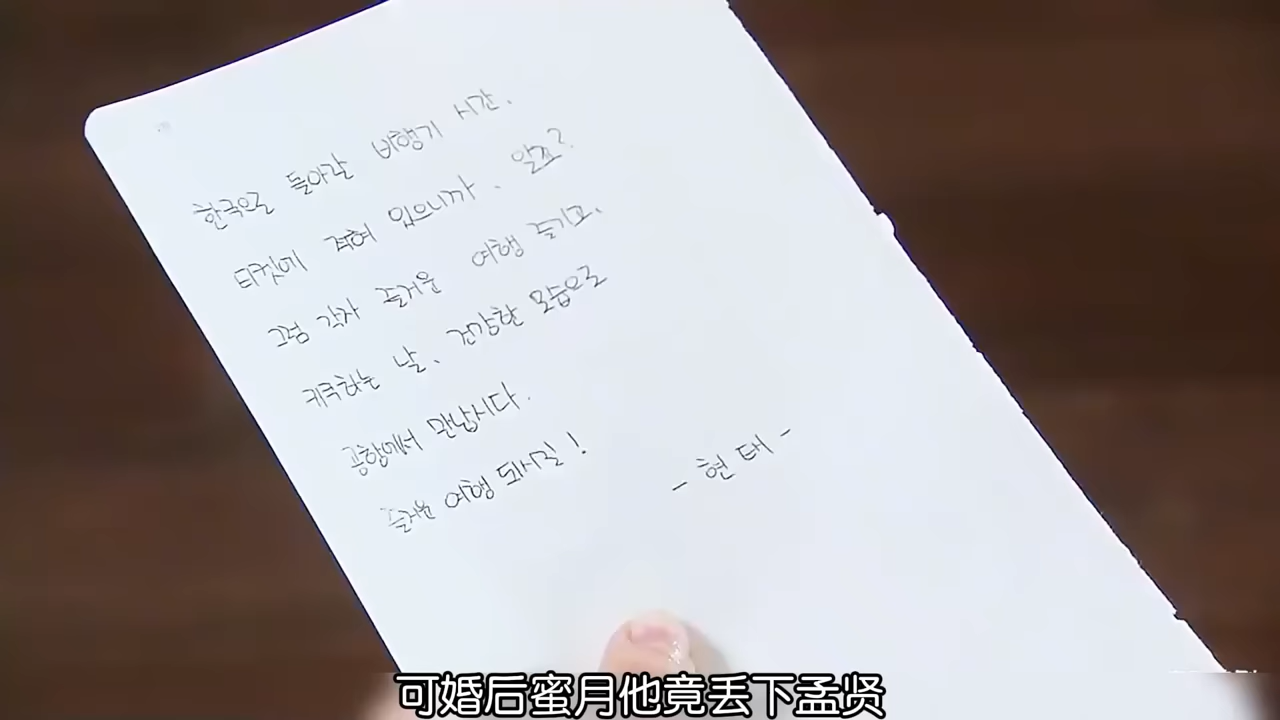 한국으로 돌아갈 비행기 시간.
티켓에 적혀 있으니까. 알죠?
그럼 각자 즐거운 여행 즐기고.
귀국하는 날, 건강한 모습으로
공항에서 만납시다.
즐거운 여행 되시길!
- 현태 -
可婚后蜜月他竟丢下孟贤